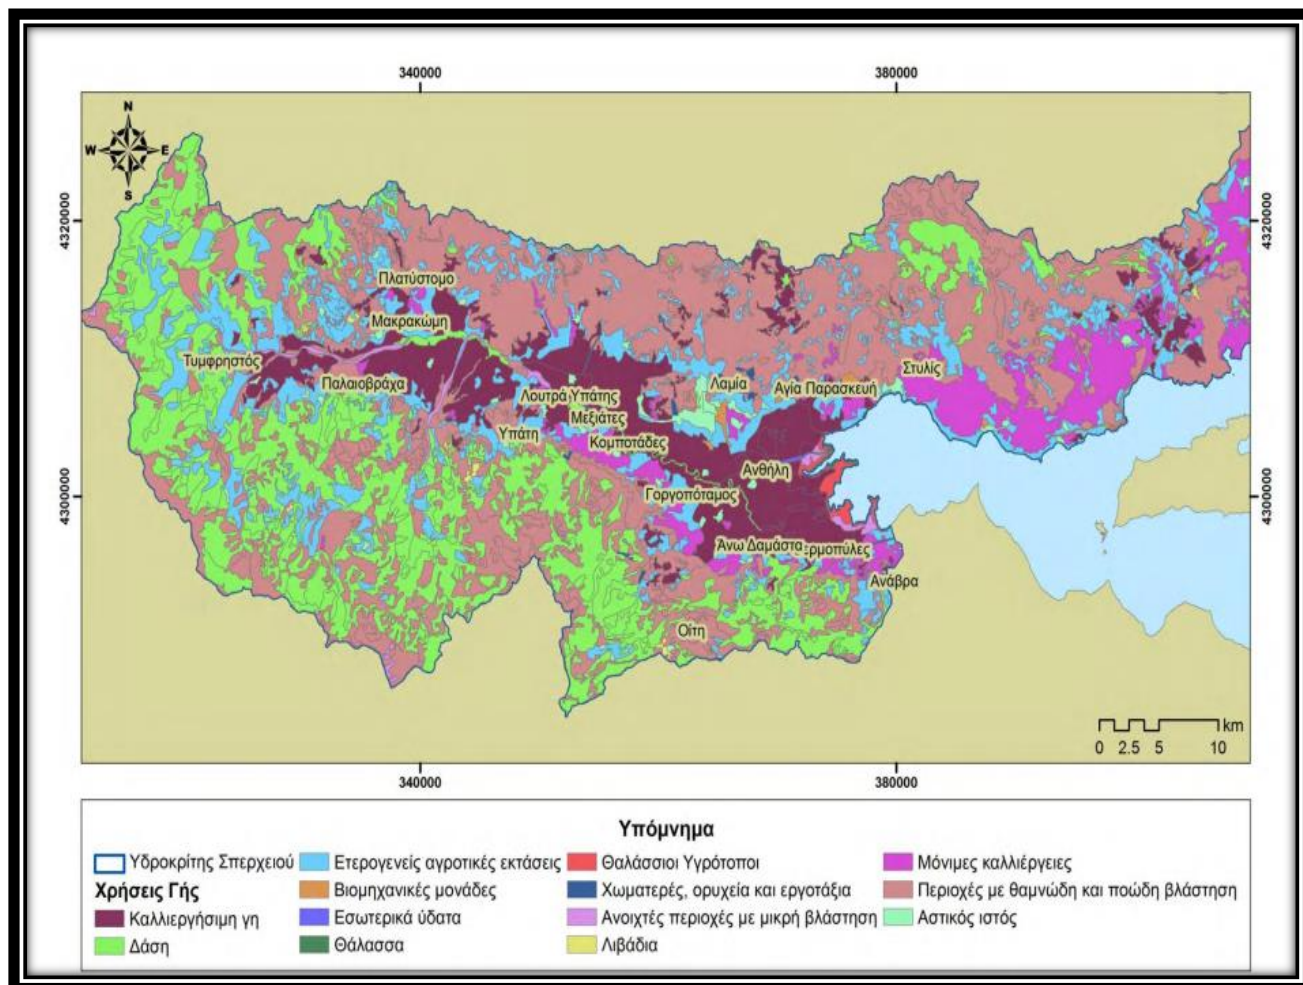 340000 380000
N
W E
S
4320000 4320000
Πλατύστομο
Μακρακώμη
Τυμφρηστός
Παλαιοβράχα
Λουτρά Υπάτης
Λαμία
Αγία Παρασκευή
Στυλίς
Μεξιάτες
Υπάτη
Κομποτάδες
Ανθήλη
Γοργοπόταμος
4300000 4300000
Άνω Δαμάστα ερμοπύλες
Ανάβρα
Οίτη
km
0 2.5 5 10
340000 380000
Υπόμνημα
Υδροκρίτης Σπερχειού
Χρήσεις Γής
Καλλιεργήσιμη γη
Δάση
Ετερογενείς αγροτικές εκτάσεις
Βιομηχανικές μονάδες
Εσωτερικά ύδατα
Θάλασσα
Θαλάσσιοι Υγρότοποι
Χωματερές, ορυχεία και εργοτάξια
Ανοιχτές περιοχές με μικρή βλάστηση
Λιβάδια
Μόνιμες καλλιέργειες
Περιοχές με θαμνώδη και ποώδη βλάστηση
Αστικός ιστός